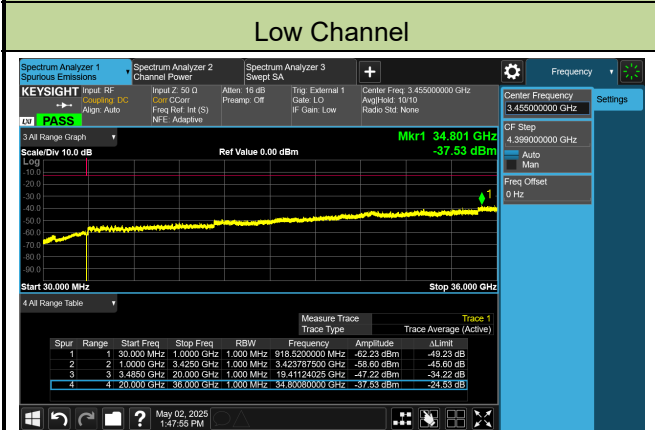 Low Channel
Spectrum Analyzer 1
Spurious Emissions
Spectrum Analyzer 2
Channel Power
Spectrum Analyzer 3
Swept SA
Frequency
KEYSIGHT
Input: RF
Coupling: DC
Align: Auto
Input Z: 50 Ω
Corr CCorr
Freq Ref: Int (S)
NFE: Adaptive
Atten: 16 dB
Preamp: Off
Trig: External 1
Gate: LO
IF Gain: Low
Center Freq: 3.455000000 GHz
Avg|Hold: 10/10
Radio Std: None
LXI
PASS
3 All Range Graph
Scale/Div 10.0 dB
Ref Value 0.00 dBm
Mkr1 34.801 GHz
-37.53 dBm
Log
-10.0
-20.0
-30.0
-40.0
-50.0
-60.0
-70.0
-80.0
-90.0
1
Start 30.000 MHz
Stop 36.000 GHz
4 All Range Table
Measure Trace Trace 1
Trace Type Trace Average (Active)
Spur Range Start Freq Stop Freq RBW Frequency Amplitude ΔLimit
1 1 30.000 MHz 1.0000 GHz 1.000 MHz 918.5200000 MHz -62.23 dBm -49.23 dB
2 2 1.0000 GHz 3.4250 GHz 1.000 MHz 3.423787500 GHz -58.60 dBm -45.60 dB
3 3 3.4850 GHz 20.000 GHz 1.000 MHz 19.41124025 GHz -47.22 dBm -34.22 dB
4 4 20.000 GHz 36.000 GHz 1.000 MHz 34.80080000 GHz -37.53 dBm -24.53 dB
Center Frequency
3.455000000 GHz
Settings
CF Step
4.399000000 GHz
Auto
Man
Freq Offset
0 Hz
May 02, 2025
1:47:55 PM